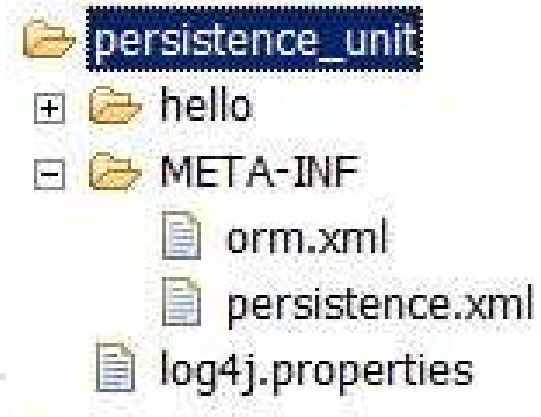 persistence_unit
hello
META-INF
orm.xml
persistence.xml
log4j.properties